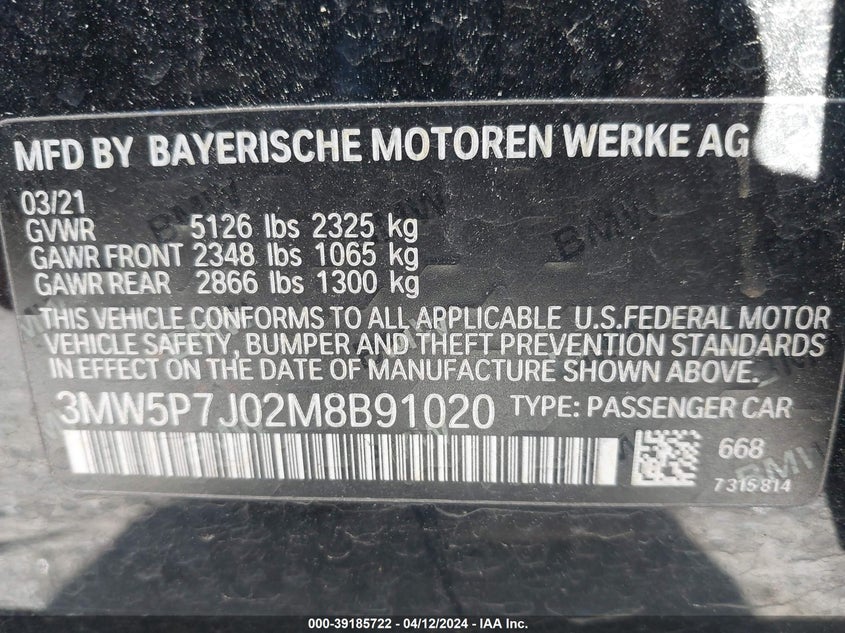 MFD BY BAYERISCHE MOTOREN WERKE AG
03/21
GVWR 5126 lbs 2325 kg
GAWR FRONT 2348 lbs 1065 kg
GAWR REAR 2866 lbs 1300 kg
THIS VEHICLE CONFORMS TO ALL APPLICABLE U.S.FEDERAL MOTOR
VEHICLE SAFETY, BUMPER AND THEFT PREVENTION STANDARDS
IN EFFECT ON THE DATE OF MANUFACTURE SHOWN ABOVE.
3MW5P7J02M8B91020 TYPE: PASSENGER CAR
668
7315814
000-39185722 - 04/12/2024 - IAA Inc.